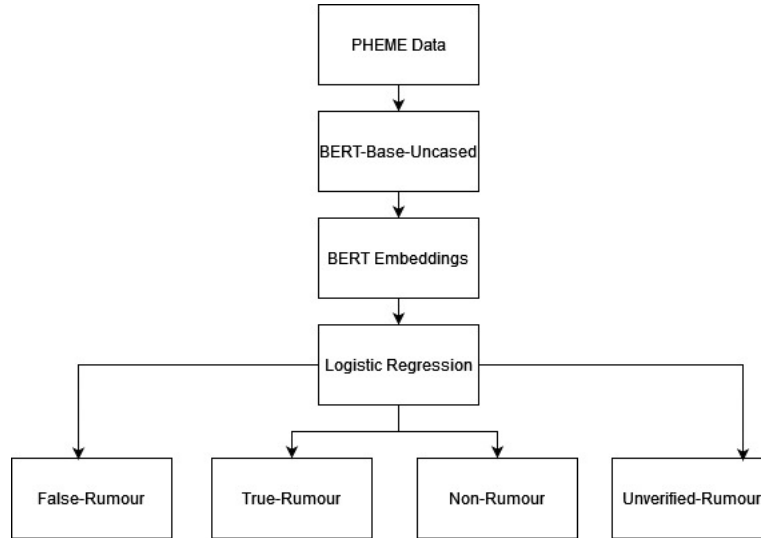 PHEME Data
BERT-Base-Uncased
BERT Embeddings
Logistic Regression
False-Rumour
True-Rumour
Non-Rumour
Unverified-Rumour